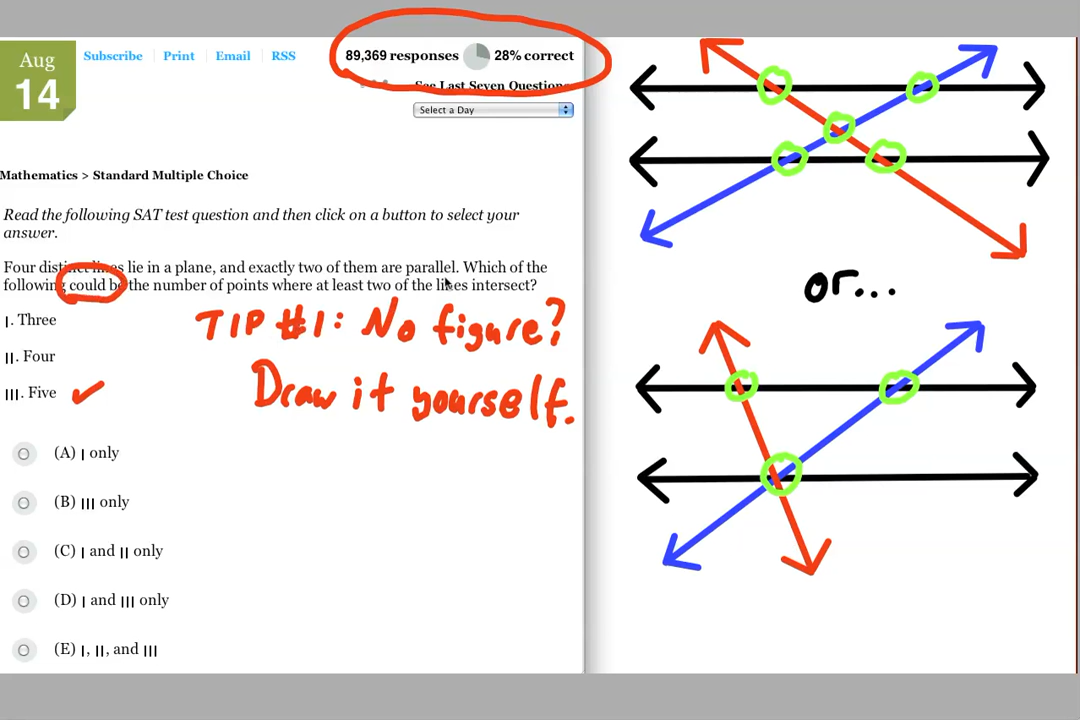 Aug
14
Subscribe Print Email RSS
89,369 responses 28% correct
See Last Seven Questions
Select a Day
Mathematics > Standard Multiple Choice
Read the following SAT test question and then click on a button to select your
answer.
Four distinct lines lie in a plane, and exactly two of them are parallel. Which of the
following could be the number of points where at least two of the lines intersect?
I. Three
II. Four
III. Five
TIP #1: No figure?
Draw it yourself.
(A) I only
(B) III only
(C) I and II only
(D) I and III only
(E) I, II, and III
or...